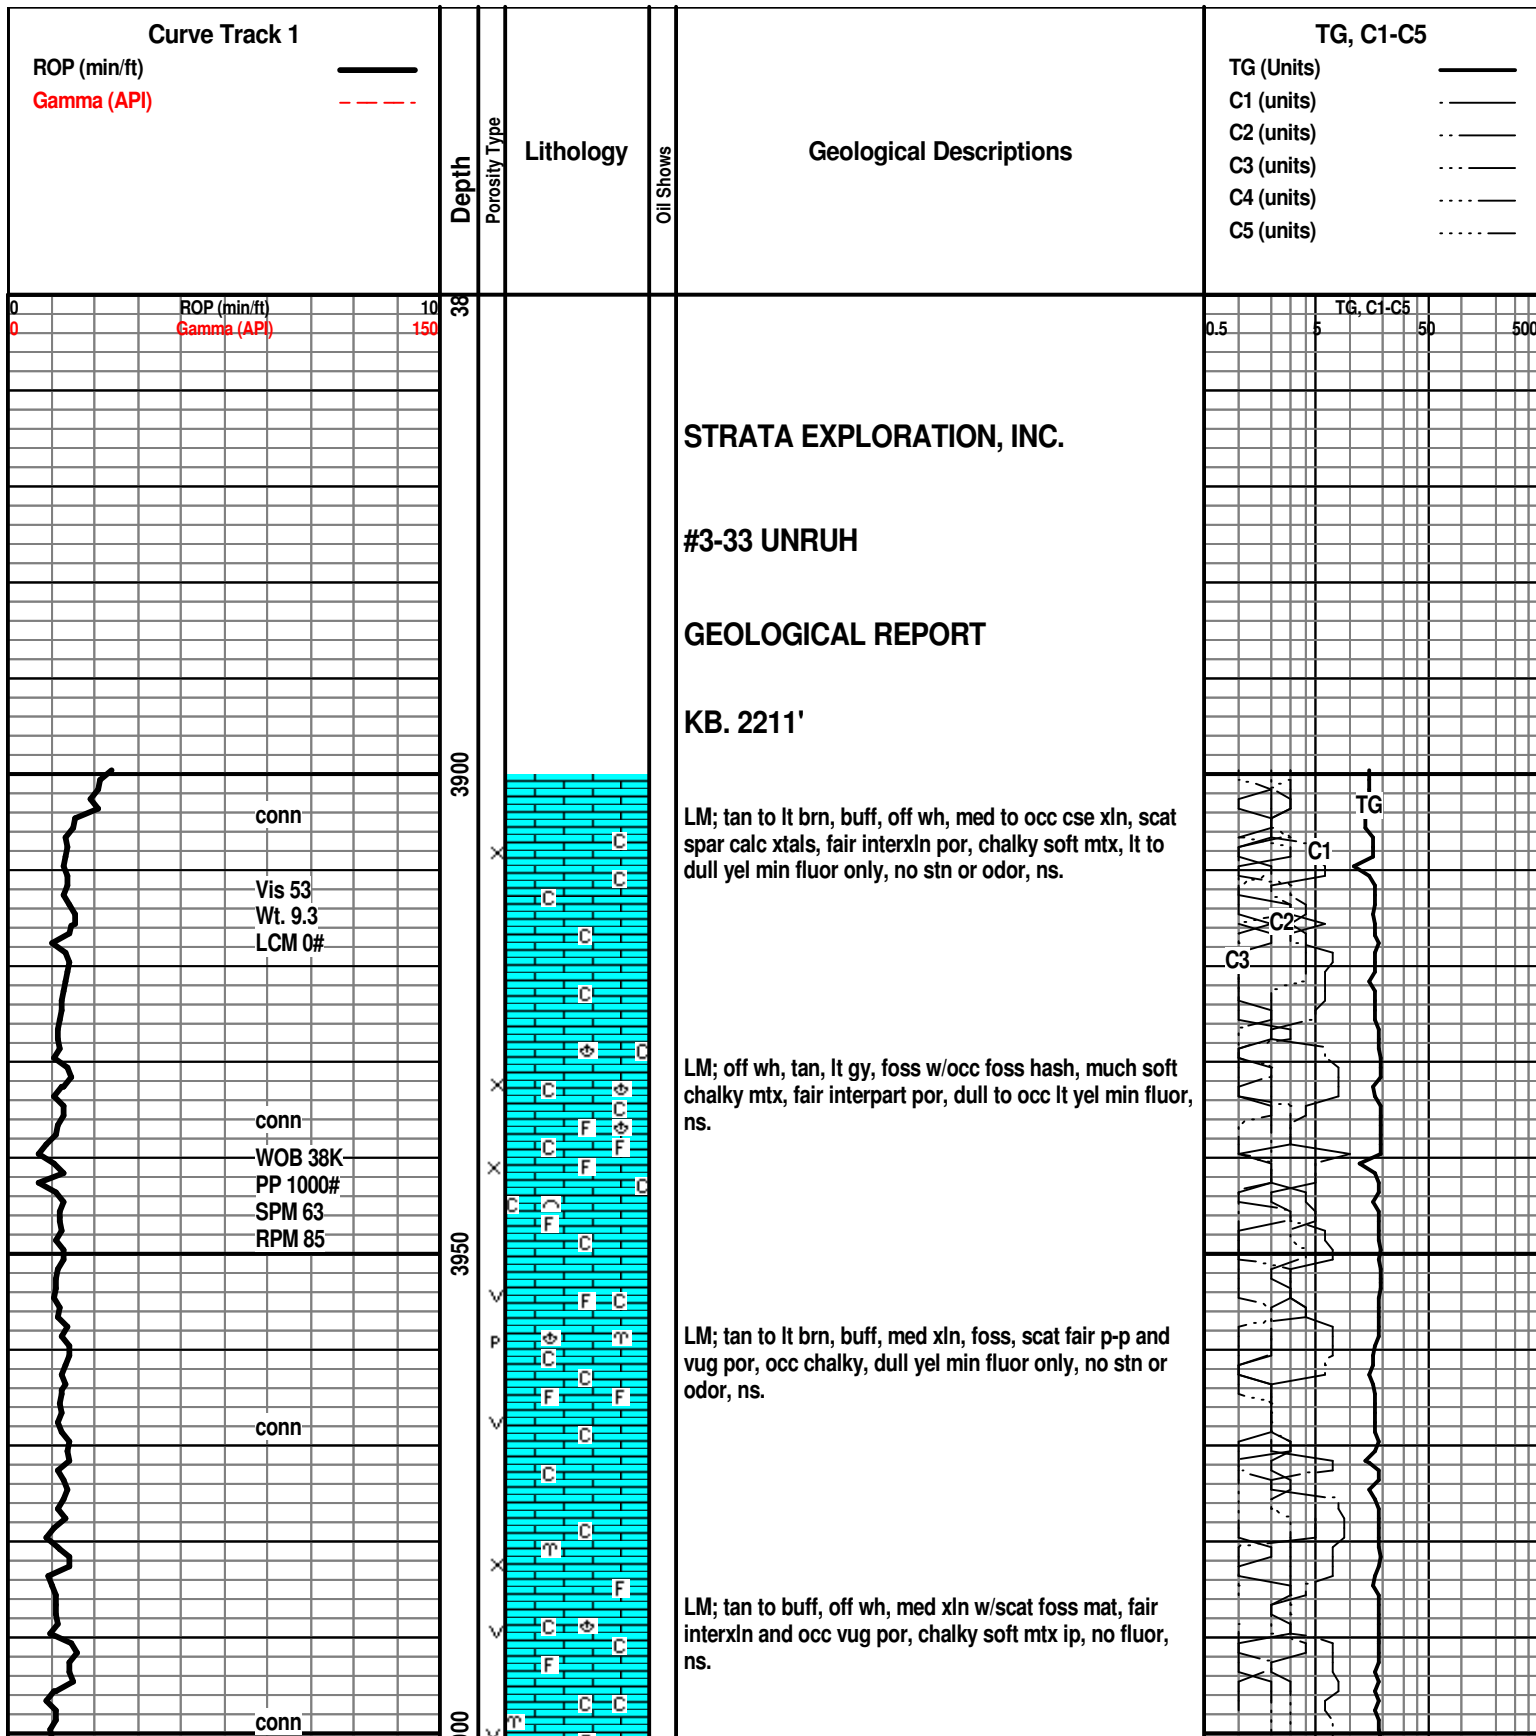 Curve Track 1
ROP (min/ft)
Gamma (API)
Depth
Porosity Type
Lithology
Oil Shows
Geological Descriptions
TG, C1-C5
TG (Units)
C1 (units)
C2 (units)
C3 (units)
C4 (units)
C5 (units)
0 ROP (min/ft) 10
0 Gamma (API) 150
38
TG, C1-C5
0.5 5 50 500
STRATA EXPLORATION, INC.
#3-33 UNRUH
GEOLOGICAL REPORT
KB. 2211'
3900
conn
Vis 53
Wt. 9.3
LCM 0#
LM; tan to lt brn, buff, off wh, med to occ cse xln, scat
spar calc xtals, fair interxln por, chalky soft mtx, lt to
dull yel min fluor only, no stn or odor, ns.
TG
C1
C2
C3
conn
WOB 38K
PP 1000#
SPM 63
RPM 85
LM; off wh, tan, lt gy, foss w/occ foss hash, much soft
chalky mtx, fair interpart por, dull to occ lt yel min fluor,
ns.
3950
LM; tan to lt brn, buff, med xln, foss, scat fair p-p and
vug por, occ chalky, dull yel min fluor only, no stn or
odor, ns.
conn
LM; tan to buff, off wh, med xln w/scat foss mat, fair
interxln and occ vug por, chalky soft mtx ip, no fluor,
ns.
conn
00